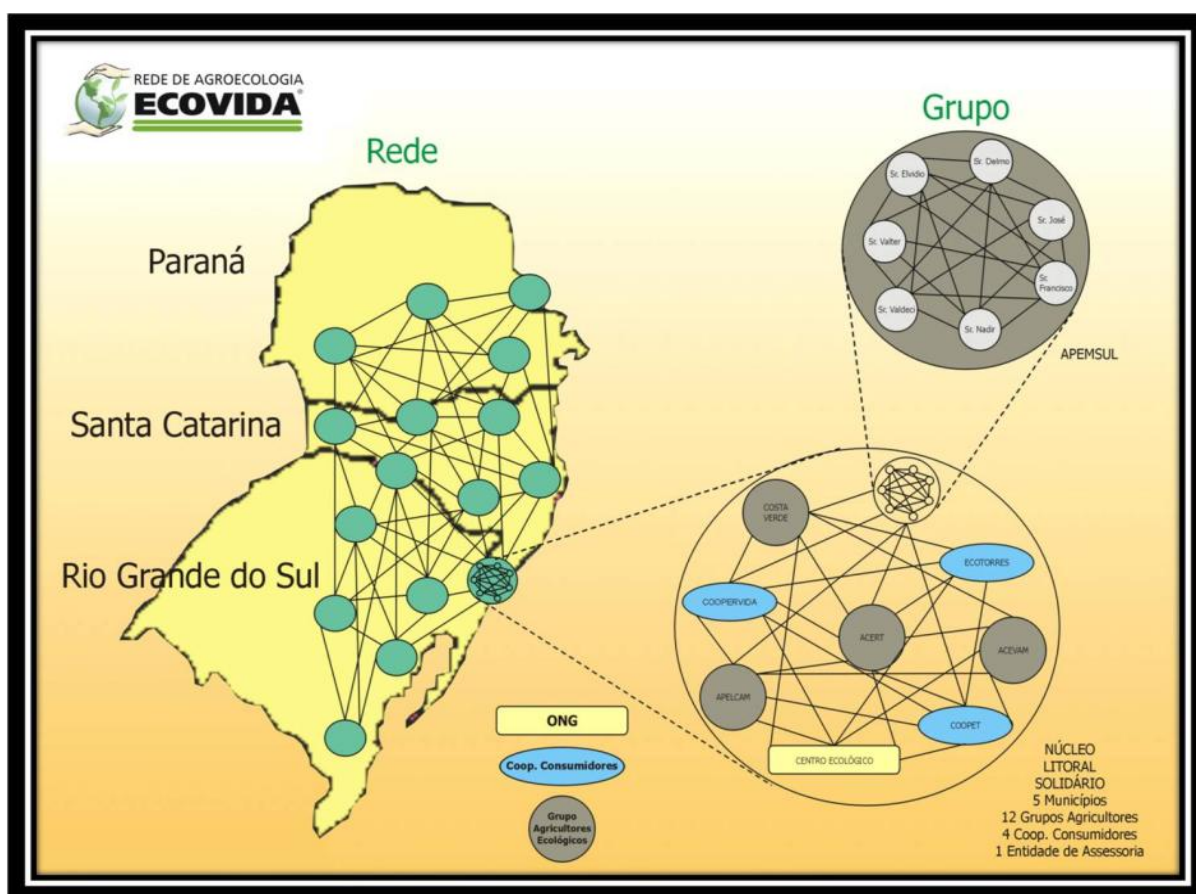 REDE DE AGROECOLOGIA
ECOVIDA®
Rede
Paraná
Santa Catarina
Rio Grande do Sul
Grupo
Sr. Delmo
Sr. Elvidio
Sr. José
Sr. Valter
Sr.
Francisco
Sr. Valdeci
Sr. Nadir
APEMSUL
COSTA
VERDE
ECOTORRES
COOPERVIDA
ACERT
ACEVAM
APELCAM
COOPET
CENTRO ECOLÓGICO
ONG
Coop. Consumidores
Grupo
Agricultores
Ecológicos
NÚCLEO
LITORAL
SOLIDÁRIO
5 Municípios
12 Grupos Agricultores
4 Coop. Consumidores
1 Entidade de Assessoria